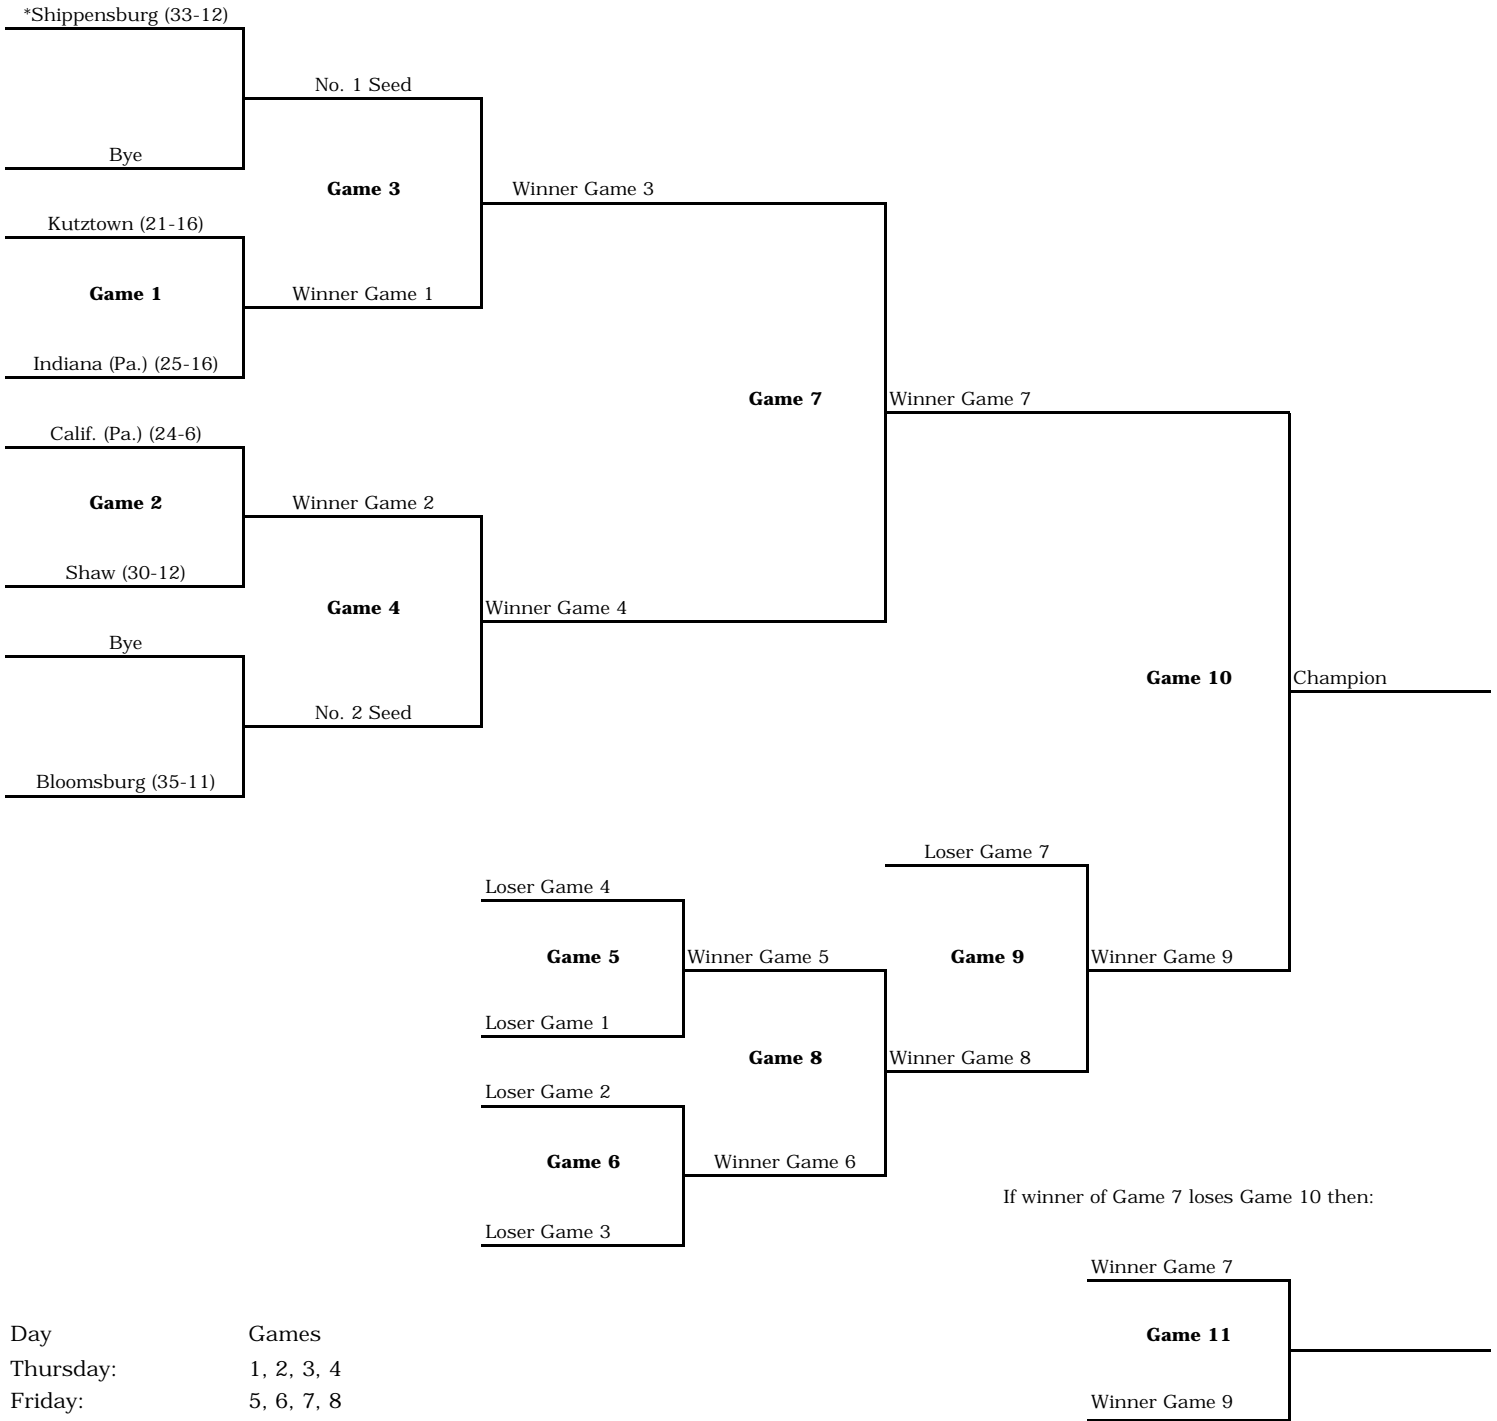 *Shippensburg (33-12)
No. 1 Seed
Bye
Game 3
Winner Game 3
Kutztown (21-16)
Game 1
Winner Game 1
Indiana (Pa.) (25-16)
Game 7
Winner Game 7
Calif. (Pa.) (24-6)
Game 2
Winner Game 2
Shaw (30-12)
Game 4
Winner Game 4
Bye
Game 10
Champion
No. 2 Seed
Bloomsburg (35-11)
Loser Game 7
Loser Game 4
Game 5
Winner Game 5
Game 9
Winner Game 9
Loser Game 1
Game 8
Winner Game 8
Loser Game 2
Game 6
Winner Game 6
If winner of Game 7 loses Game 10 then:
Loser Game 3
Winner Game 7
Game 11
Winner Game 9
Day Games
Thursday: 1, 2, 3, 4
Friday: 5, 6, 7, 8